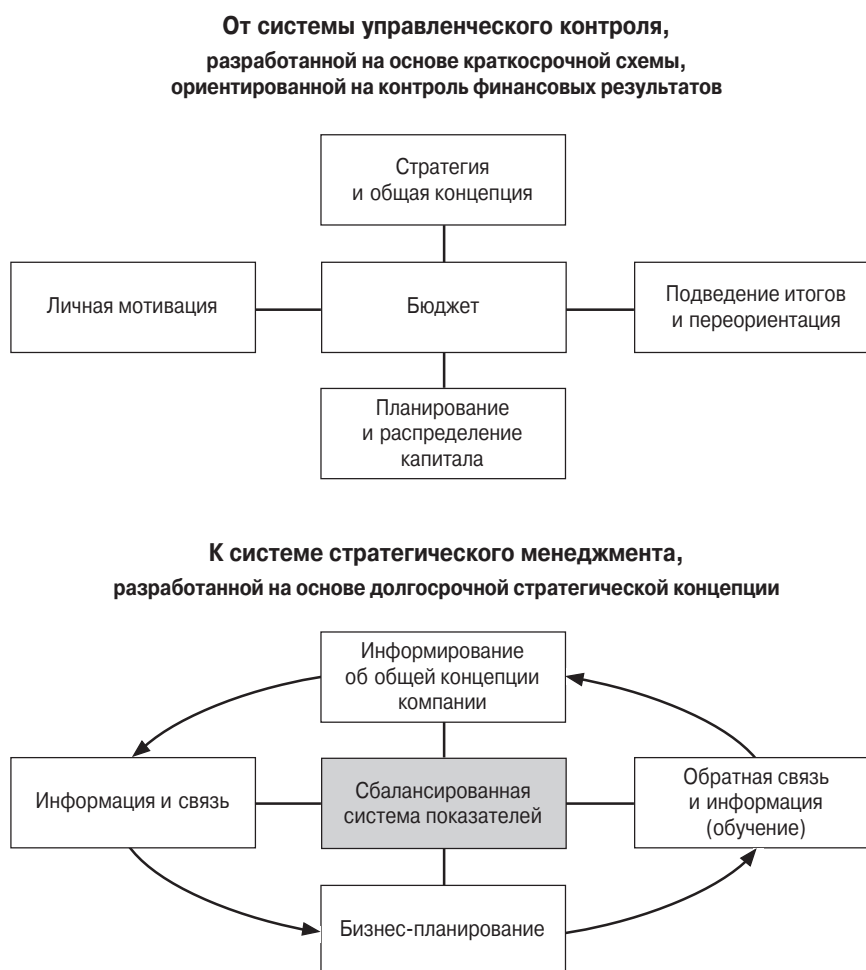 От системы управленческого контроля,
разработанной на основе краткосрочной схемы,
ориентированной на контроль финансовых результатов
Стратегия
и общая концепция
Личная мотивация
Бюджет
Подведение итогов
и переориентация
Планирование
и распределение
капитала
К системе стратегического менеджмента,
разработанной на основе долгосрочной стратегической концепции
Информирование
об общей концепции
компании
Информация и связь
Сбалансированная
система показателей
Обратная связь
и информация
(обучение)
Бизнес-планирование